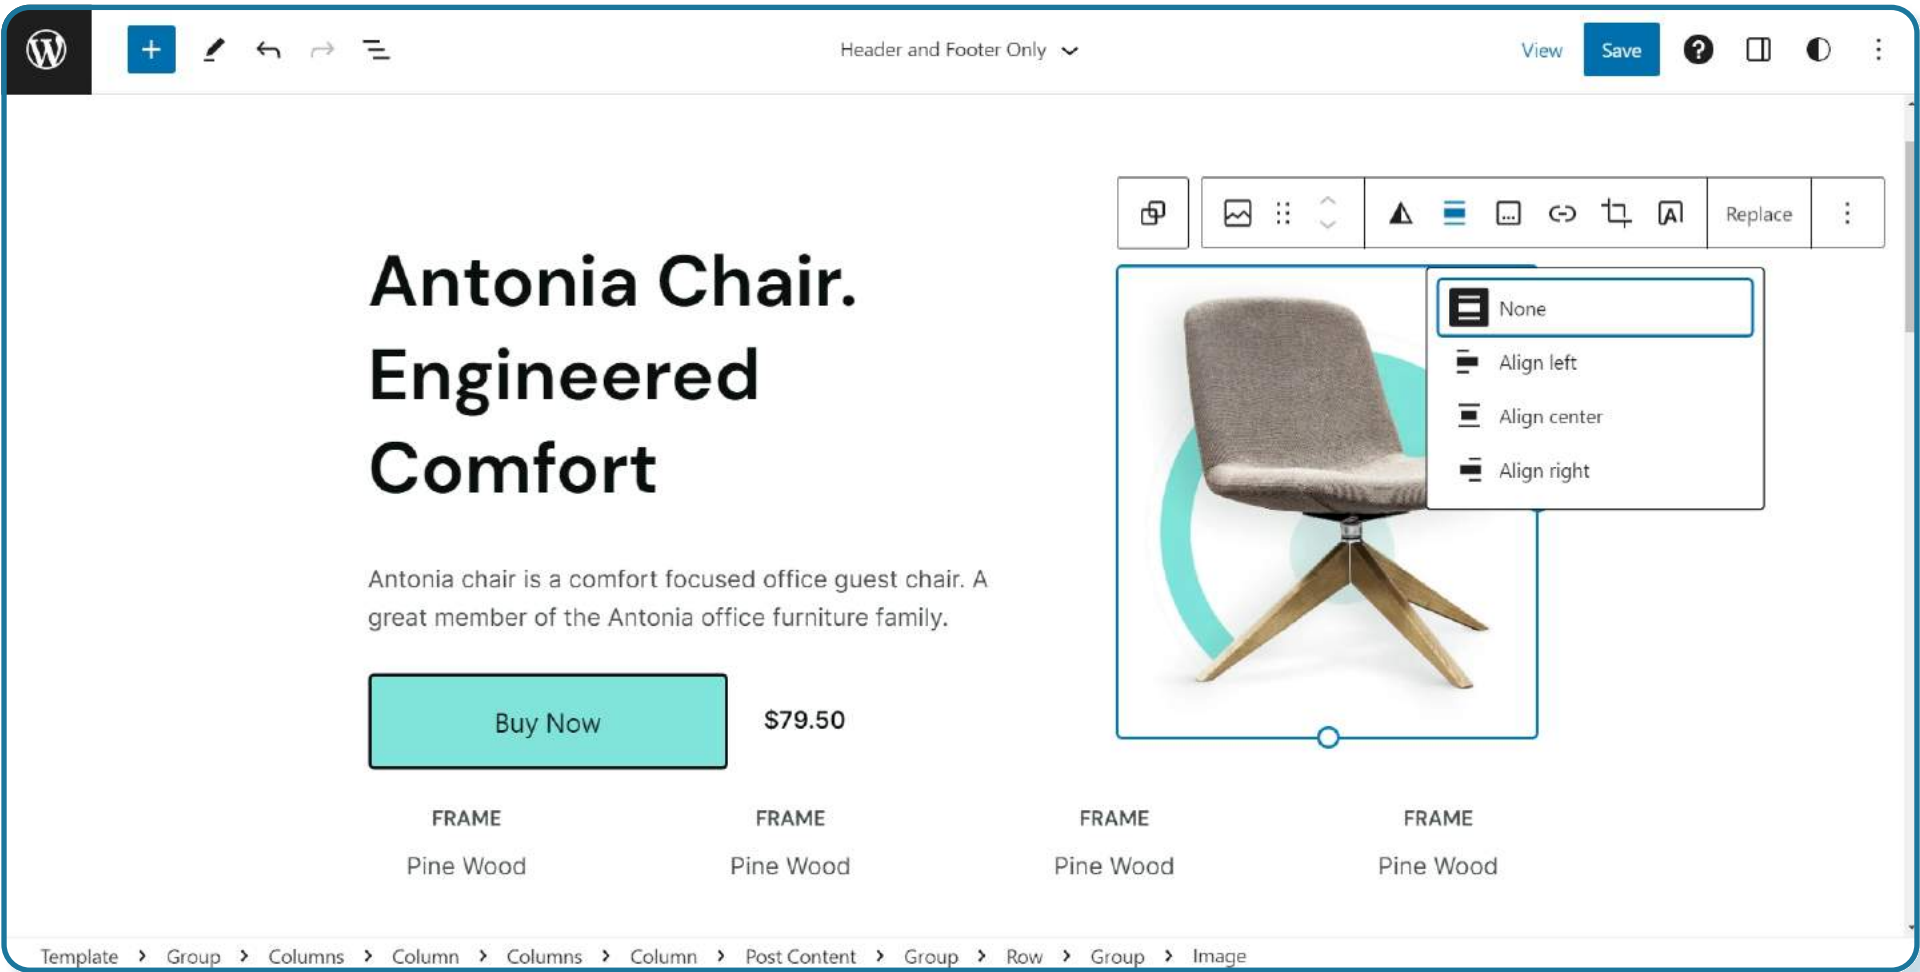 Header and Footer Only
View
Save
Replace
None
Align left
Align center
Align right
Antonia Chair.
Engineered
Comfort
Antonia chair is a comfort focused office guest chair. A
great member of the Antonia office furniture family.
Buy Now
$79.50
FRAME FRAME FRAME FRAME
Pine Wood Pine Wood Pine Wood Pine Wood
Template > Group > Columns > Column > Columns > Column > Post Content > Group > Row > Group > Image